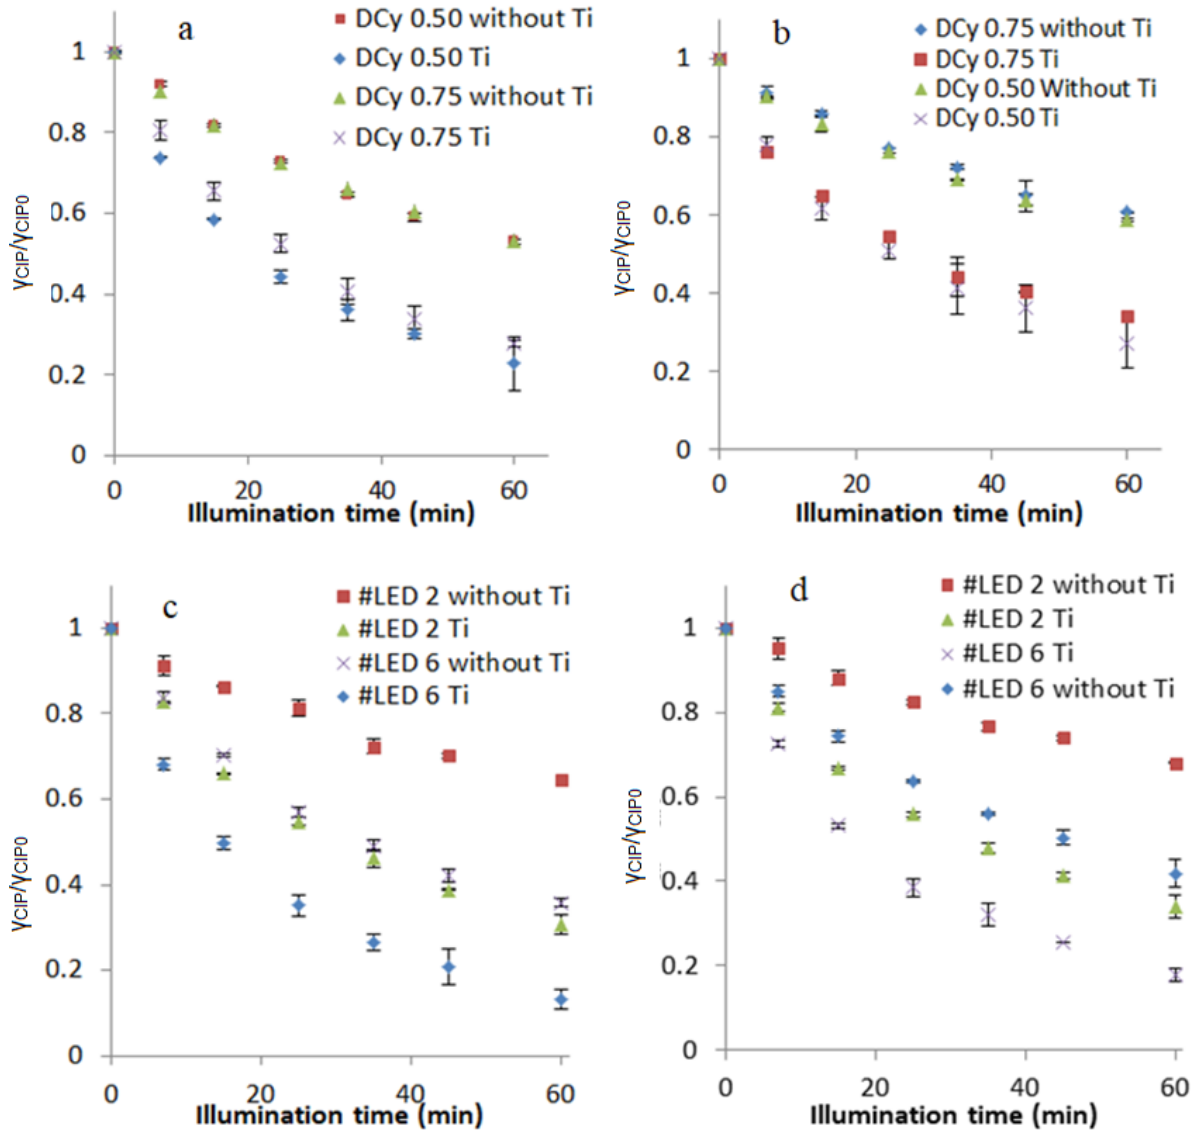 a
DCy 0.50 without Ti
DCy 0.50 Ti
DCy 0.75 without Ti
DCy 0.75 Ti
γCIP/γCIP0
1
0.8
0.6
0.4
0.2
0
0 20 40 60
Illumination time (min)
b
DCy 0.75 without Ti
DCy 0.75 Ti
DCy 0.50 Without Ti
DCy 0.50 Ti
γCIP/γCIP0
1
0.8
0.6
0.4
0.2
0
0 20 40 60
Illumination time (min)
c
#LED 2 without Ti
#LED 2 Ti
#LED 6 without Ti
#LED 6 Ti
γCIP/γCIP0
1
0.8
0.6
0.4
0.2
0
0 20 40 60
Illumination time (min)
d
#LED 2 without Ti
#LED 2 Ti
#LED 6 Ti
#LED 6 without Ti
γCIP/γCIP0
1
0.8
0.6
0.4
0.2
0
0 20 40 60
Illumination time (min)